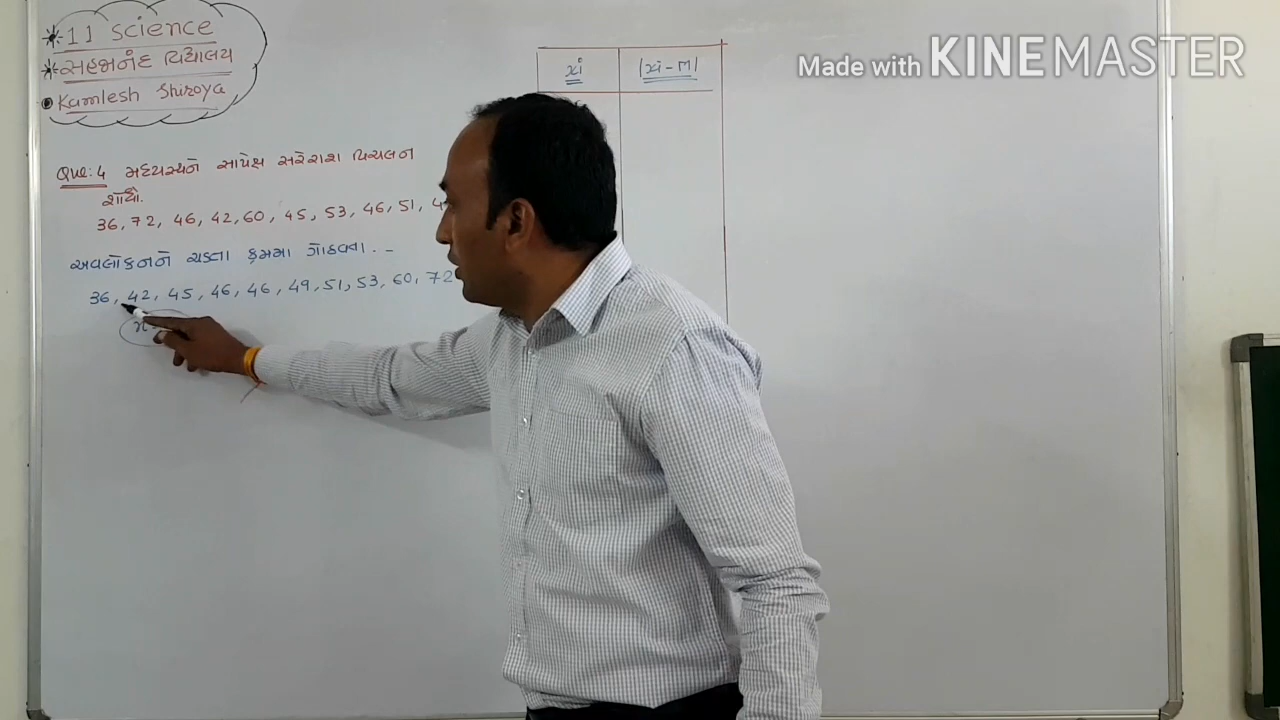 11 science
સહજાનંદ વિદ્યાલય
Kamlesh Shiroya
Que:4 મધ્યસ્થને સાપેક્ષ સરેરાશ વિચલન
શોધો.
36, 72, 46, 42, 60, 45, 53, 46, 51, 4
અવલોકનને ચડતા ક્રમમા ગોઠવતા. -
36, 42, 45, 46, 46, 49, 51, 53, 60, 72
n
xi |xi - M|
Made with KINEMASTER